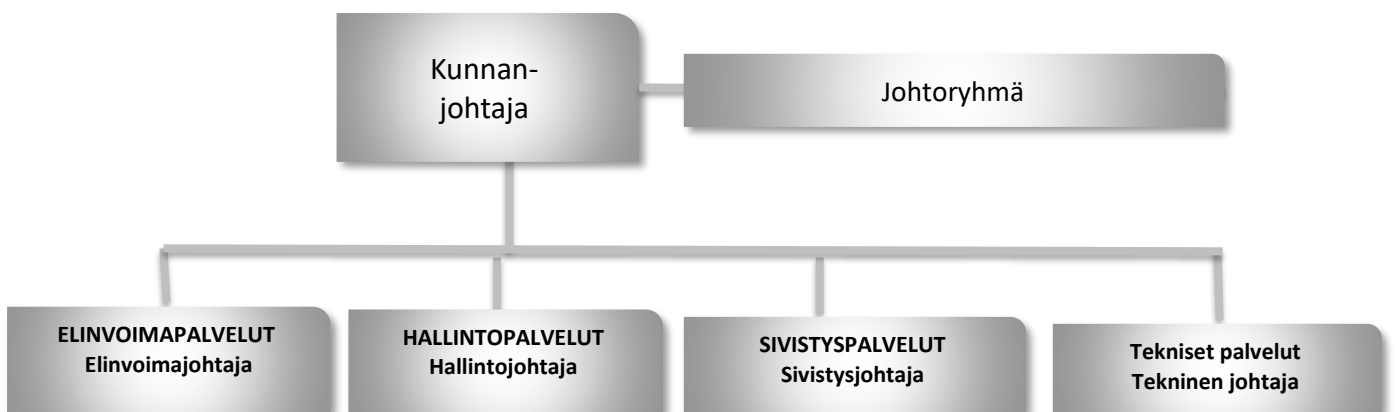 Kunnan-
johtaja
Johtoryhmä
ELINVOIMAPALVELUT
Elinvoimajohtaja
HALLINTOPALVELUT
Hallintojohtaja
SIVISTYSPALVELUT
Sivistysjohtaja
Tekniset palvelut
Tekninen johtaja